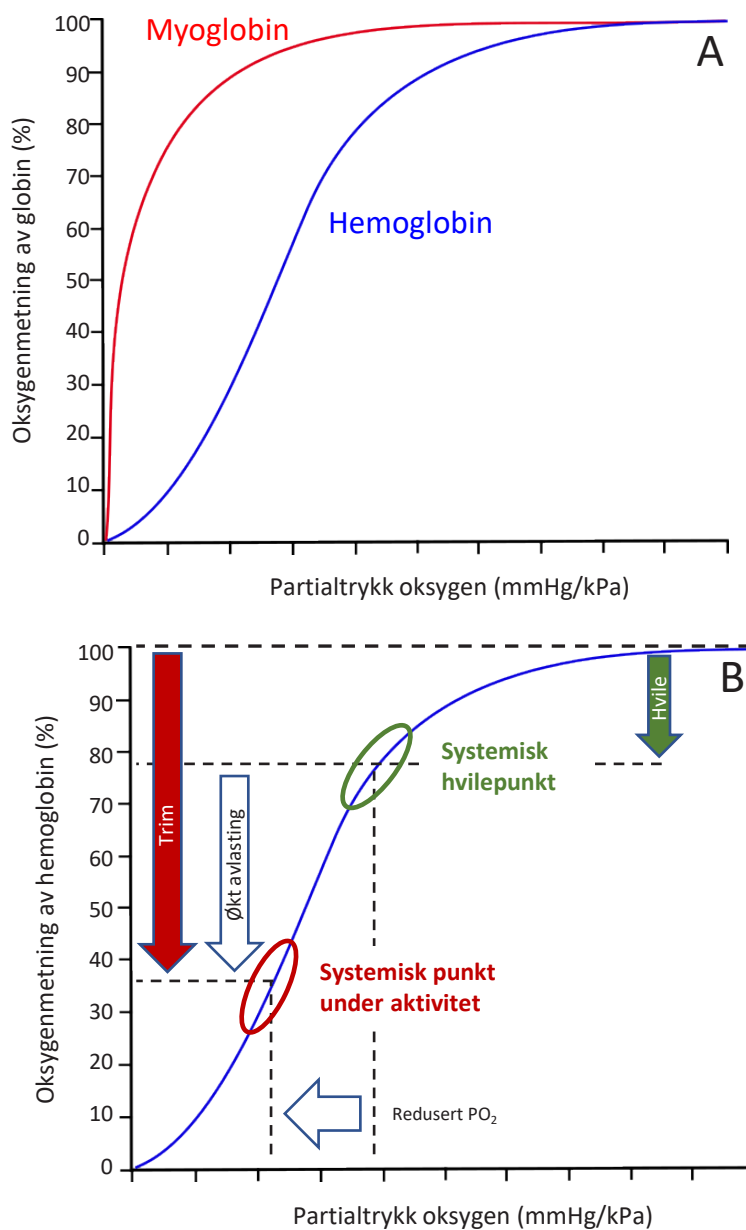 100
90
80
70
60
50
40
30
20
10
0
Oksygenmetning av globin (%)
Myoglobin
A
Hemoglobin
Partialtrykk oksygen (mmHg/kPa)
100
90
80
70
60
50
40
30
20
10
0
Oksygenmetning av hemoglobin (%)
B
Hvile
Trim
Økt avlasting
Systemisk
hvilepunkt
Systemisk punkt
under aktivitet
Redusert PO₂
Partialtrykk oksygen (mmHg/kPa)